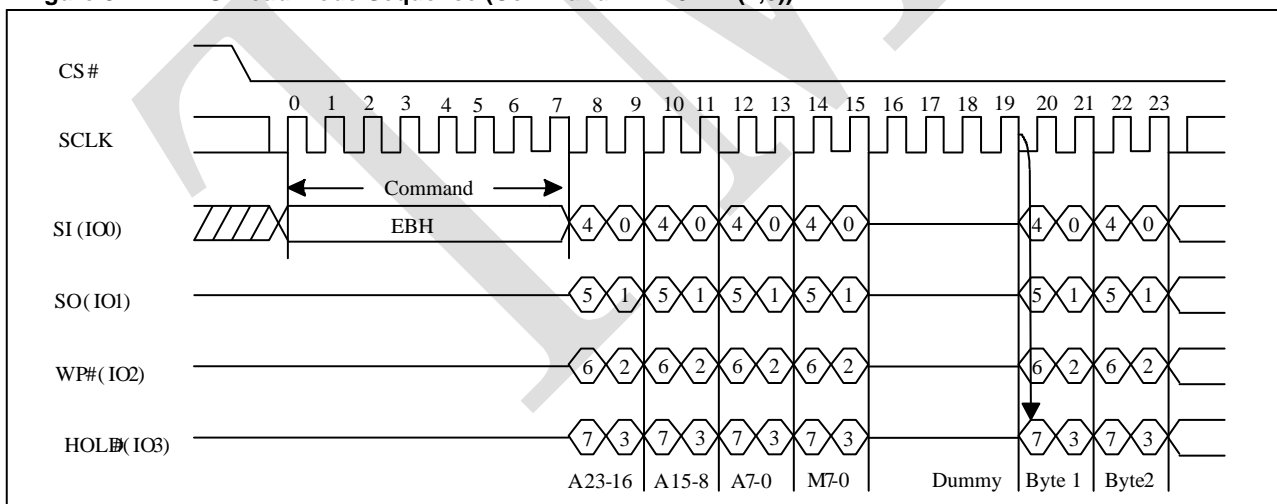 CS#
0 1 2 3 4 5 6 7 8 9 10 11 12 13 14 15 16 17 18 19 20 21 22 23
SCLK
Command
SI (IO0) EBH 4 0 4 0 4 0 4 0 4 0 4 0
SO( IO1) 5 1 5 1 5 1 5 1 5 1 5 1
WP#( IO2) 6 2 6 2 6 2 6 2 6 2 6 2
HOLD#( IO3) 7 3 7 3 7 3 7 3 7 3 7 3
A23-16 A15-8 A7-0 M7-0 Dummy Byte 1 Byte2